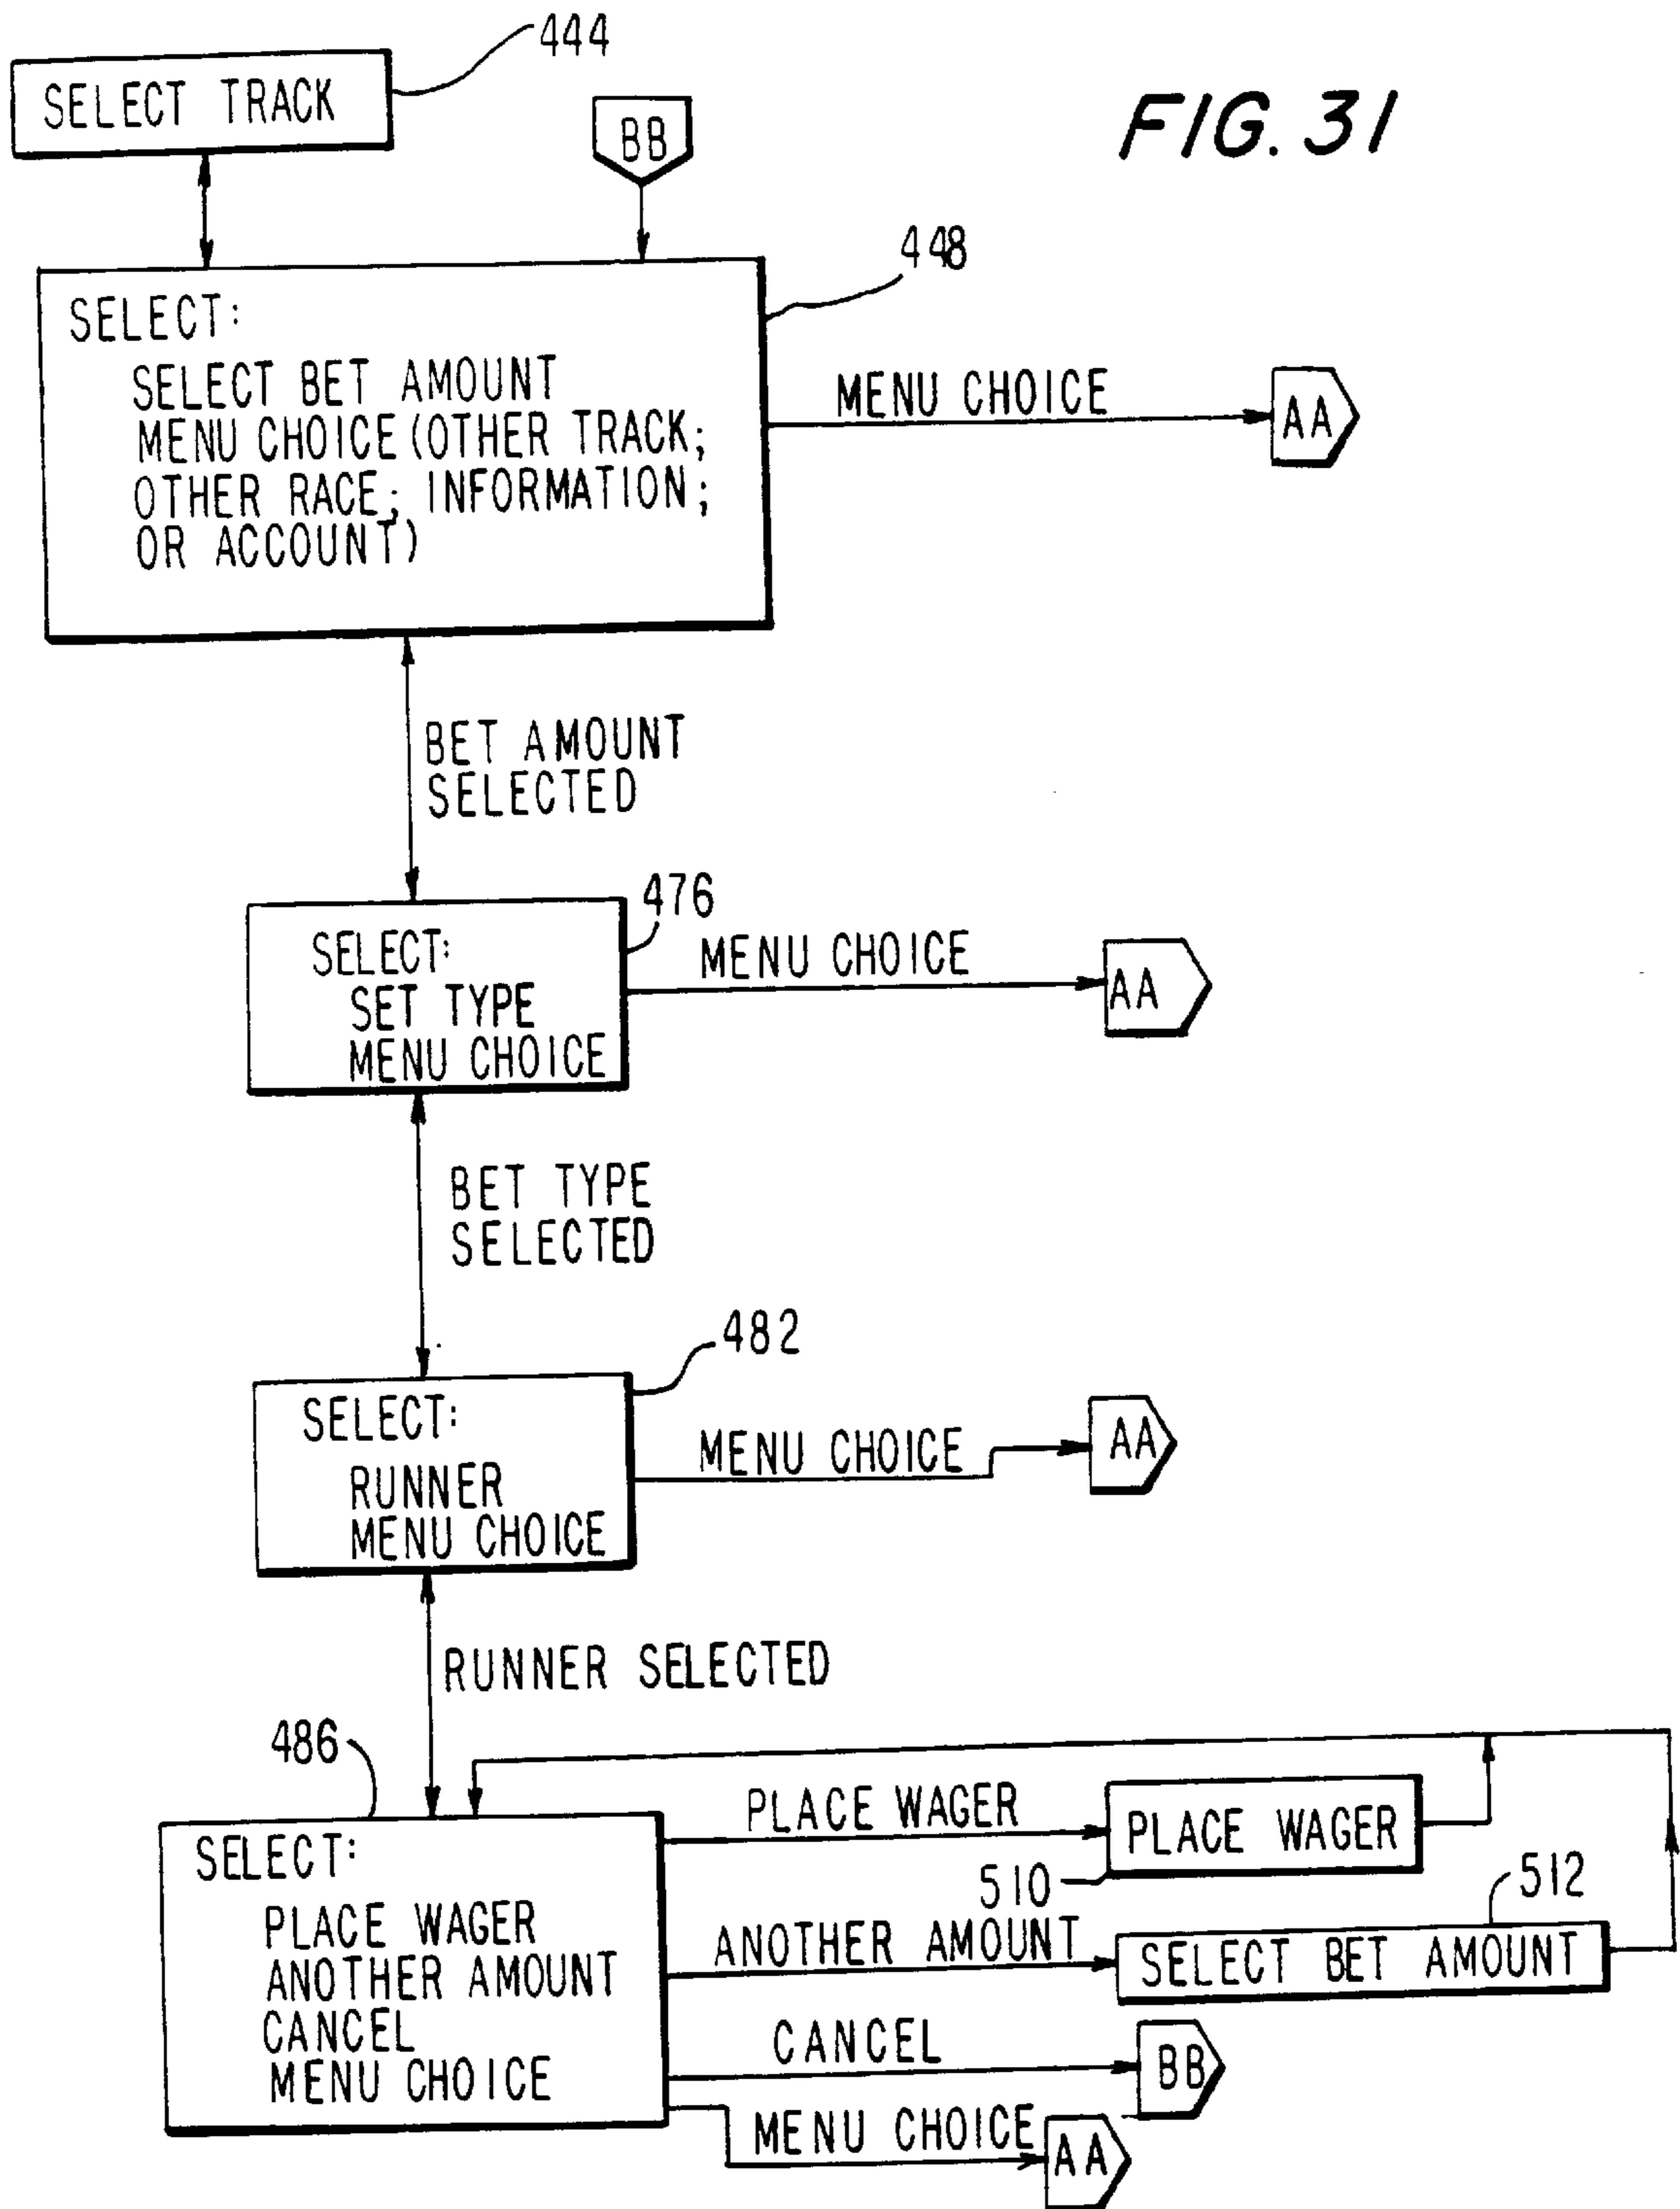 444
SELECT TRACK
FIG. 31
BB
448
SELECT:
SELECT BET AMOUNT
MENU CHOICE (OTHER TRACK;
OTHER RACE; INFORMATION;
OR ACCOUNT)
MENU CHOICE
AA
BET AMOUNT
SELECTED
476
SELECT:
SET TYPE
MENU CHOICE
MENU CHOICE
AA
BET TYPE
SELECTED
482
SELECT:
RUNNER
MENU CHOICE
MENU CHOICE
AA
RUNNER SELECTED
486
SELECT:
PLACE WAGER
ANOTHER AMOUNT
CANCEL
MENU CHOICE
PLACE WAGER
PLACE WAGER
510
512
ANOTHER AMOUNT
SELECT BET AMOUNT
CANCEL
BB
MENU CHOICE
AA